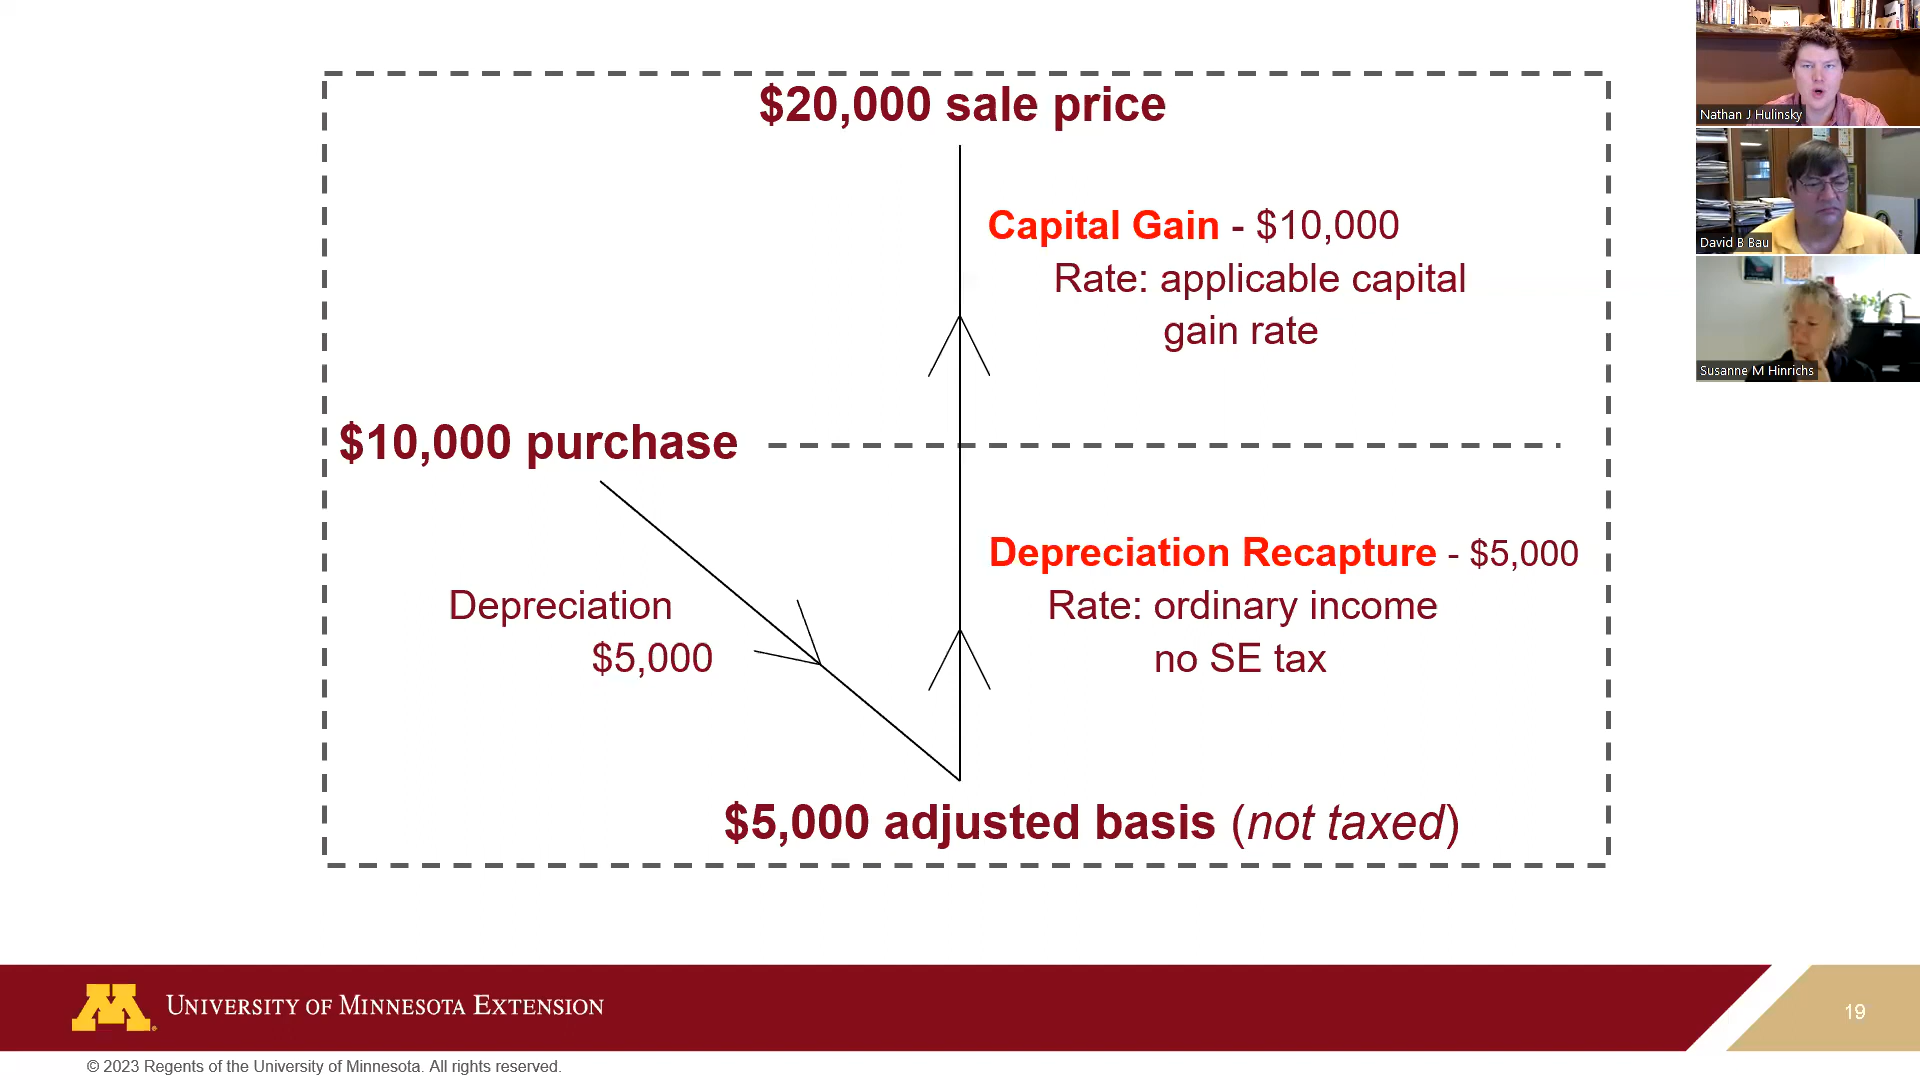 $20,000 sale price
Capital Gain - $10,000
Rate: applicable capital
gain rate
$10,000 purchase
Depreciation Recapture - $5,000
Depreciation
Rate: ordinary income
$5,000
no SE tax
$5,000 adjusted basis (not taxed)
Nathan J Hulinsky
David B Bau
Susanne M Hinrichs
M
UNIVERSITY OF MINNESOTA EXTENSION
19
© 2023 Regents of the University of Minnesota. All rights reserved.